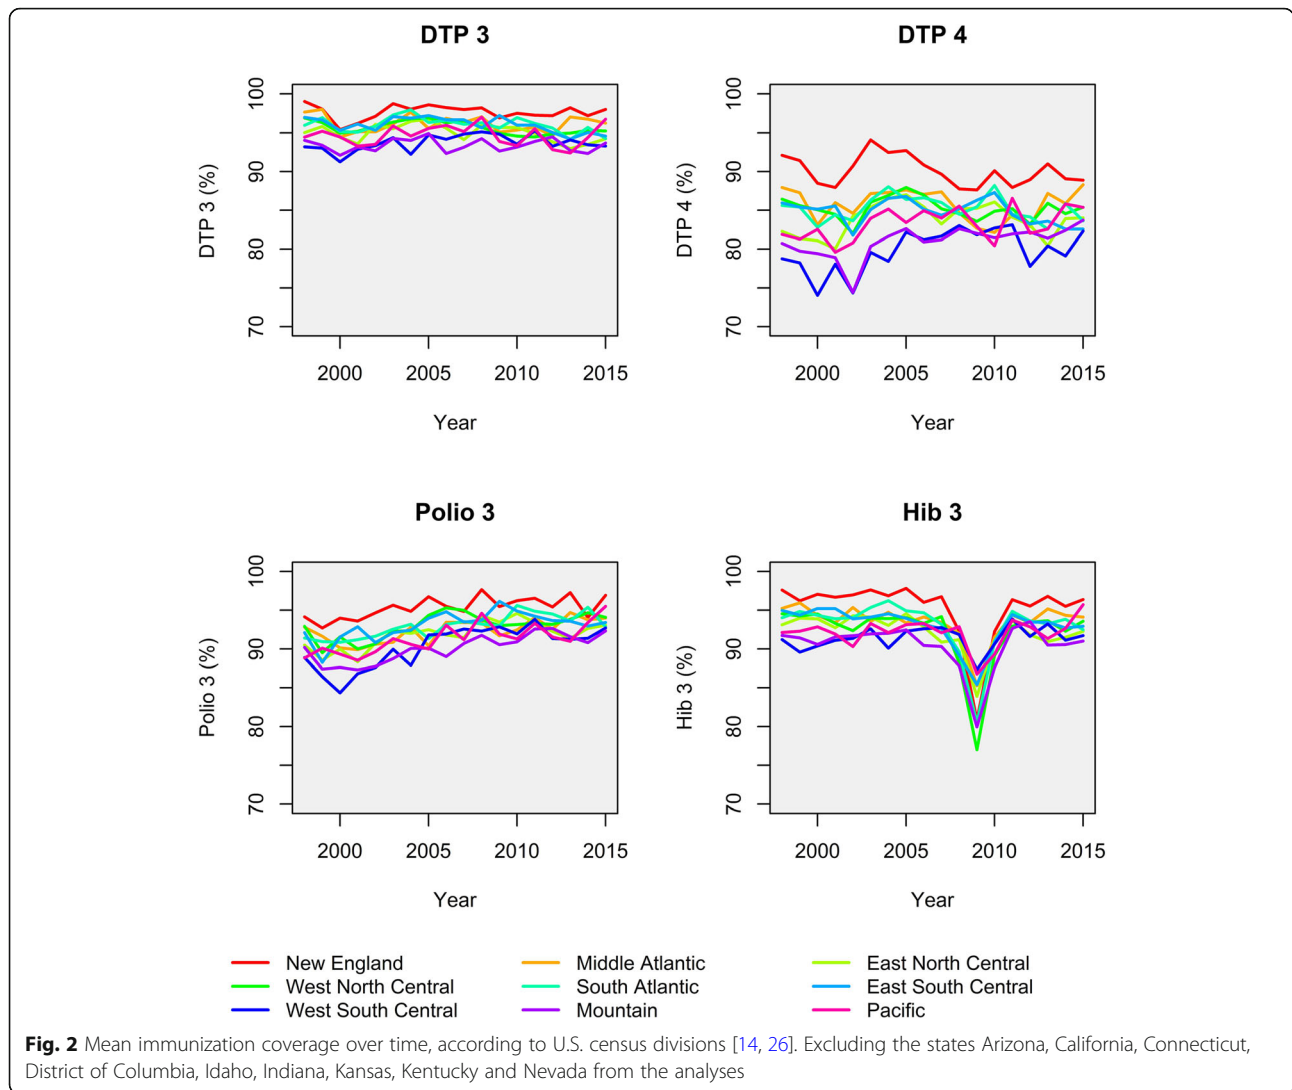 DTP 3
DTP 4
DTP 3 (%)
100
90
80
70
2000 2005 2010 2015
Year
DTP 4 (%)
100
90
80
70
2000 2005 2010 2015
Year
Polio 3
Hib 3
Polio 3 (%)
100
90
80
70
2000 2005 2010 2015
Year
Hib 3 (%)
100
90
80
70
2000 2005 2010 2015
Year
New England Middle Atlantic East North Central
West North Central South Atlantic East South Central
West South Central Mountain Pacific
Fig. 2 Mean immunization coverage over time, according to U.S. census divisions [14, 26]. Excluding the states Arizona, California, Connecticut,
District of Columbia, Idaho, Indiana, Kansas, Kentucky and Nevada from the analyses